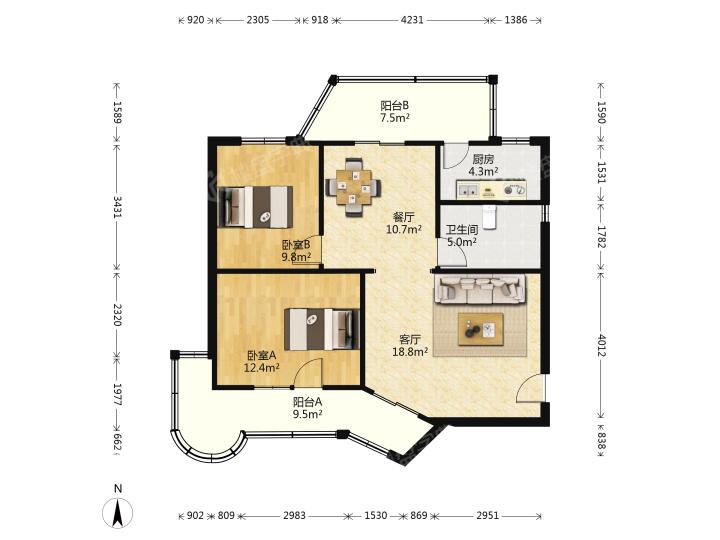 920 2305 918 4231 1386
阳台B
7.5m²
1589
1590
厨房
4.3m²
1531
餐厅
10.7m²
卫生间
5.0m²
1782
3431
卧室B
9.8m²
2320
客厅
18.8m²
4012
卧室A
12.4m²
1977
阳台A
9.5m²
662
838
N
902 809 2983 1530 869 2951